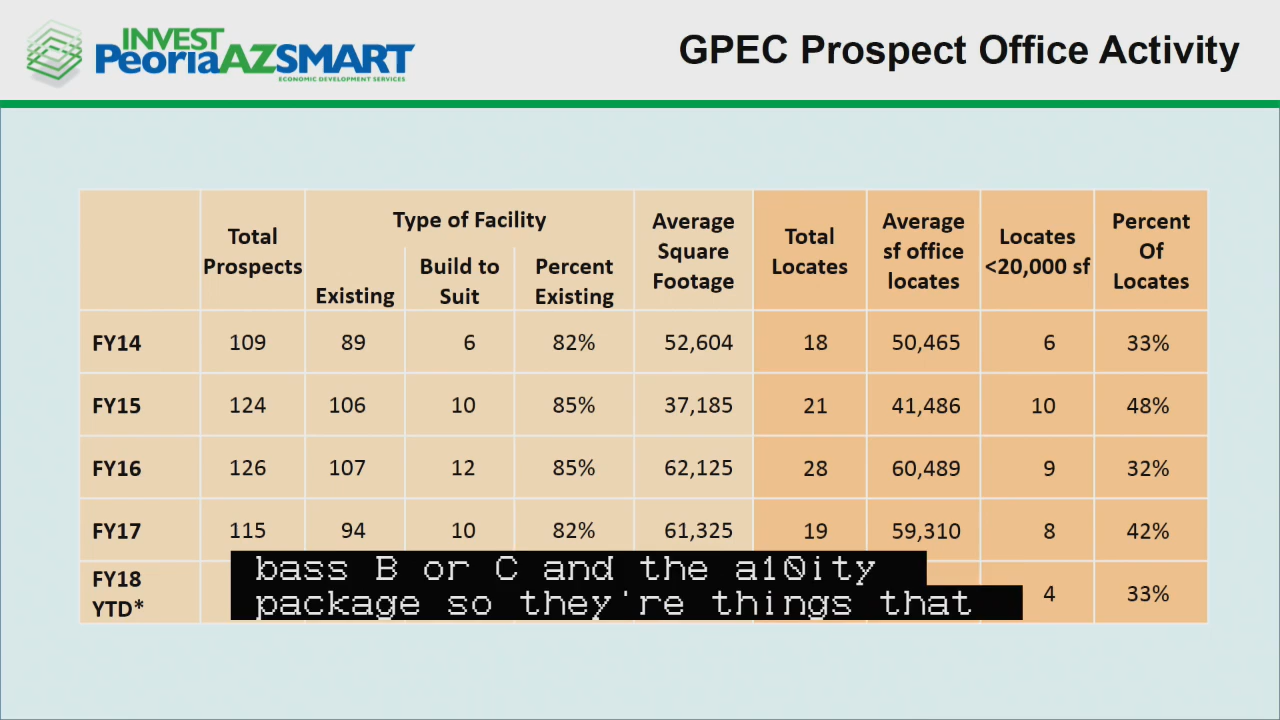 INVEST
PeoriaAZSMART
ECONOMIC DEVELOPMENT SERVICES
GPEC Prospect Office Activity
Total Prospects Type of Facility Existing Build to Suit Percent Existing Average Square Footage Total Locates Average sf office locates Locates <20,000 sf Percent Of Locates
FY14 109 89 6 82% 52,604 18 50,465 6 33%
FY15 124 106 10 85% 37,185 21 41,486 10 48%
FY16 126 107 12 85% 62,125 28 60,489 9 32%
FY17 115 94 10 82% 61,325 19 59,310 8 42%
FY18 YTD* 4 33%
bass B or C and the a10ity
package so they're things that